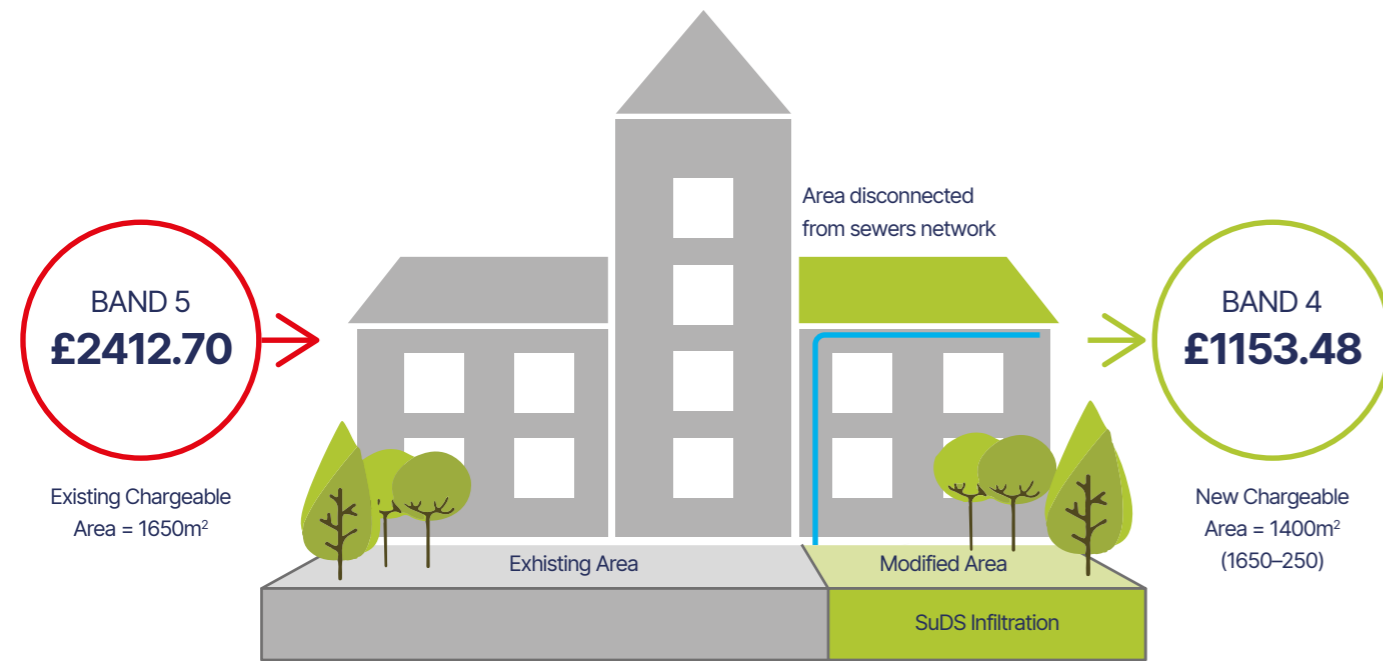 Area disconnected
from sewers network
BAND 5
£2412.70
Existing Chargeable
Area = 1650m²
BAND 4
£1153.48
New Chargeable
Area = 1400m²
(1650–250)
Exhisting Area
Modified Area
SuDS Infiltration